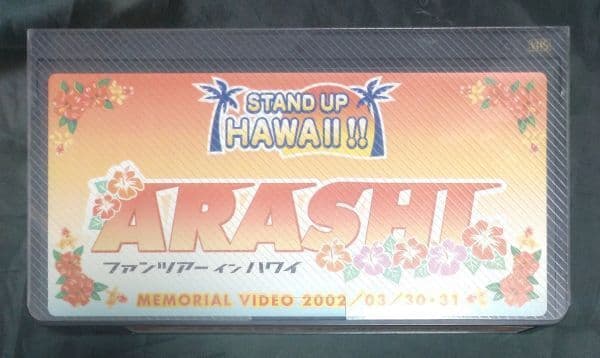 VHS
STAND UP
HAWAII!!
ARASHI
ファンツアー イン ハワイ
MEMORIAL VIDEO 2002/03/30・31